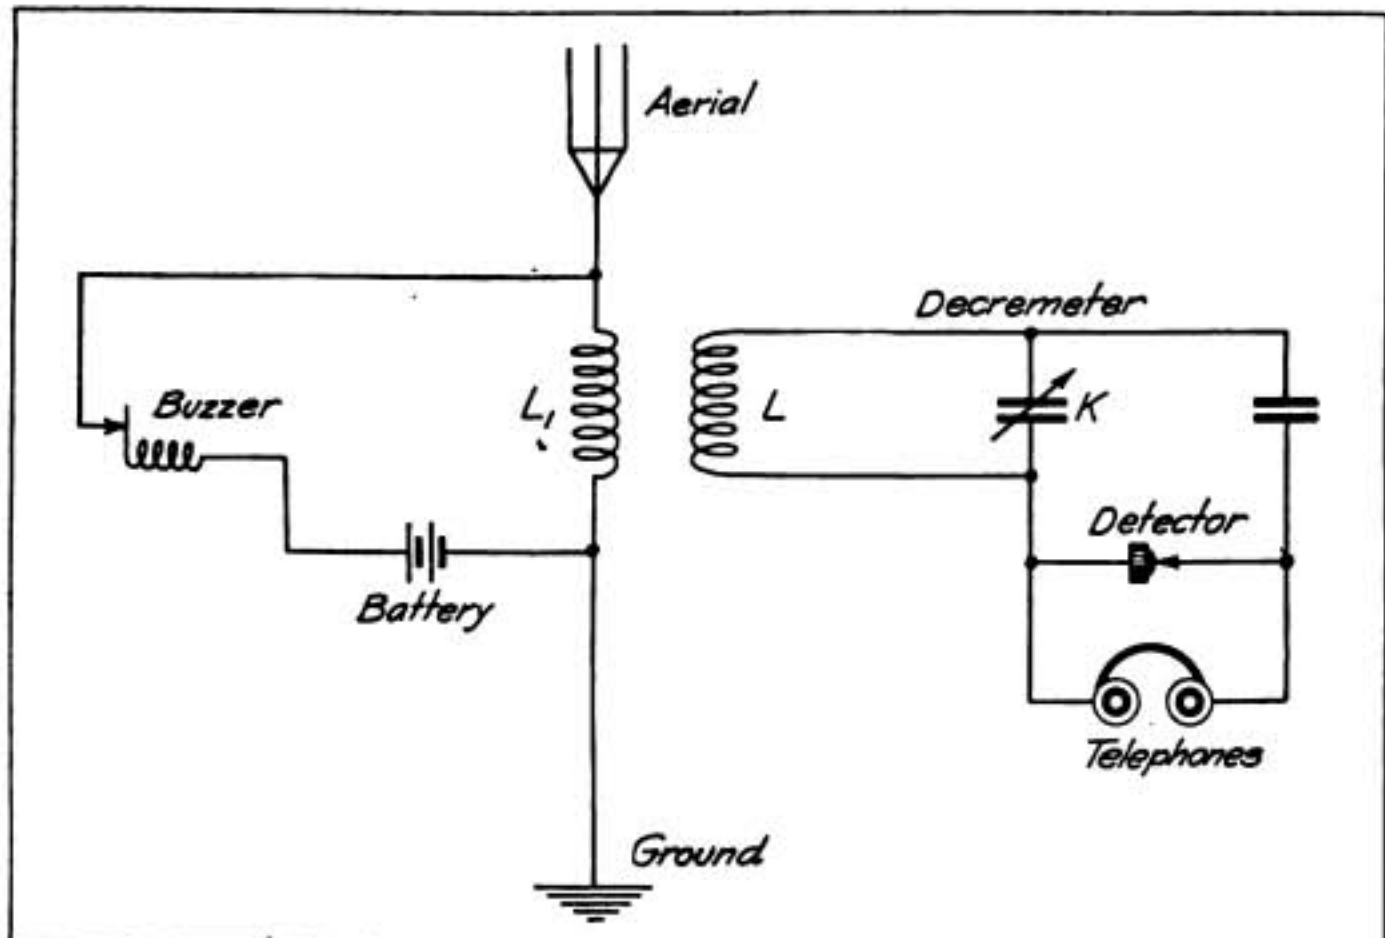 Aerial
Decremeter
Buzzer
L₁
L
K
Detector
Battery
Telephones
Ground